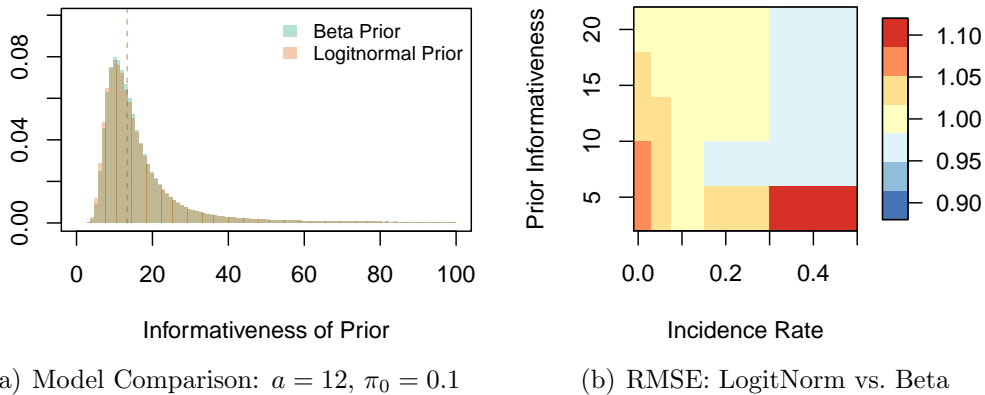 Beta Prior
Logitnormal Prior
0.00
0.04
0.08
0 20 40 60 80 100
Informativeness of Prior
a) Model Comparison: a = 12, π₀ = 0.1
Prior Informativeness
5 10 15 20
0.0 0.2 0.4
Incidence Rate
1.10
1.05
1.00
0.95
0.90
(b) RMSE: LogitNorm vs. Beta